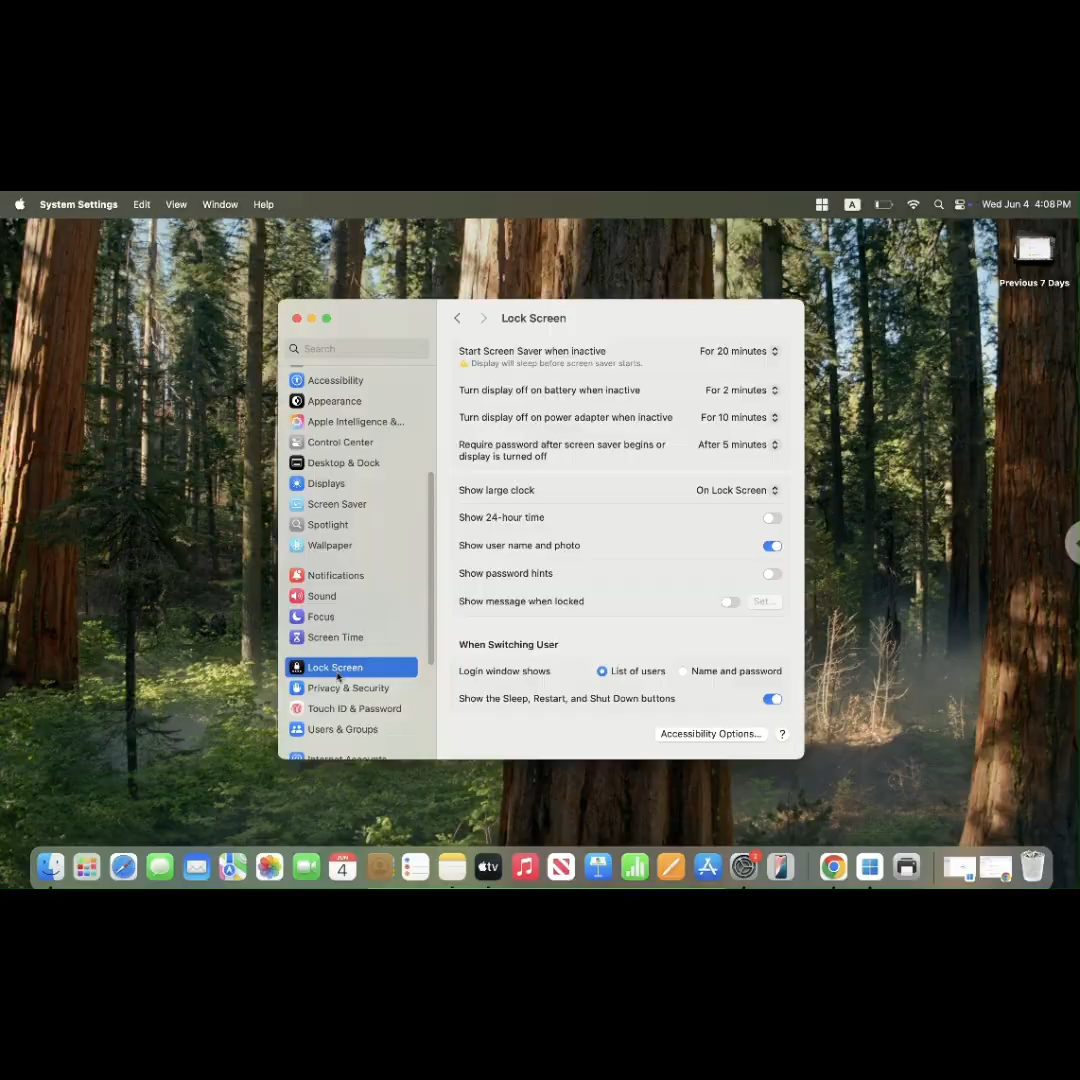 System Settings Edit View Window Help
A Wed Jun 4 4:08 PM
Previous 7 Days
Search
Accessibility
Appearance
Apple Intelligence &...
Control Center
Desktop & Dock
Displays
Screen Saver
Spotlight
Wallpaper
Notifications
Sound
Focus
Screen Time
Lock Screen
Privacy & Security
Touch ID & Password
Users & Groups
Internet Accounts
Lock Screen
Start Screen Saver when inactive For 20 minutes
Display will sleep before screen saver starts.
Turn display off on battery when inactive For 2 minutes
Turn display off on power adapter when inactive For 10 minutes
Require password after screen saver begins or After 5 minutes
display is turned off
Show large clock On Lock Screen
Show 24-hour time
Show user name and photo
Show password hints
Show message when locked Set...
When Switching User
Login window shows List of users Name and password
Show the Sleep, Restart, and Shut Down buttons
Accessibility Options... ?
JUN
4
tv